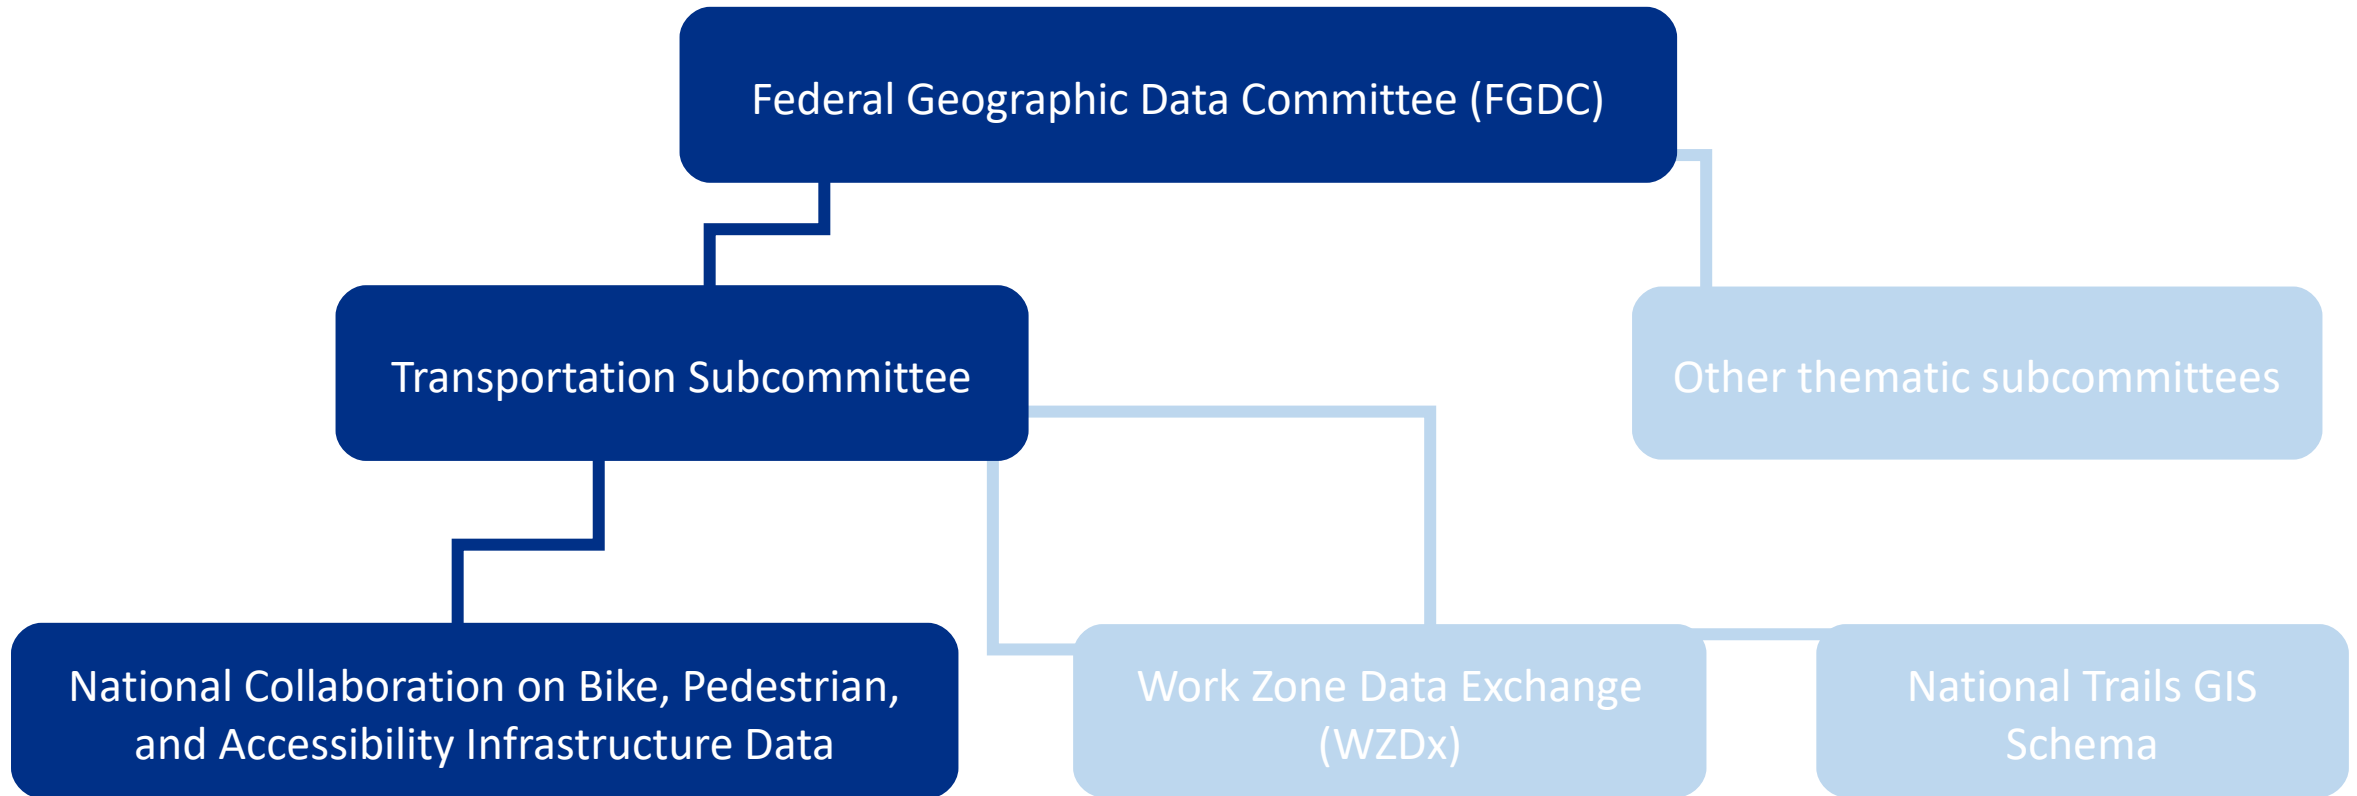 Federal Geographic Data Committee (FGDC)
Transportation Subcommittee
Other thematic subcommittees
National Collaboration on Bike, Pedestrian,
and Accessibility Infrastructure Data
Work Zone Data Exchange
(WZDx)
National Trails GIS
Schema